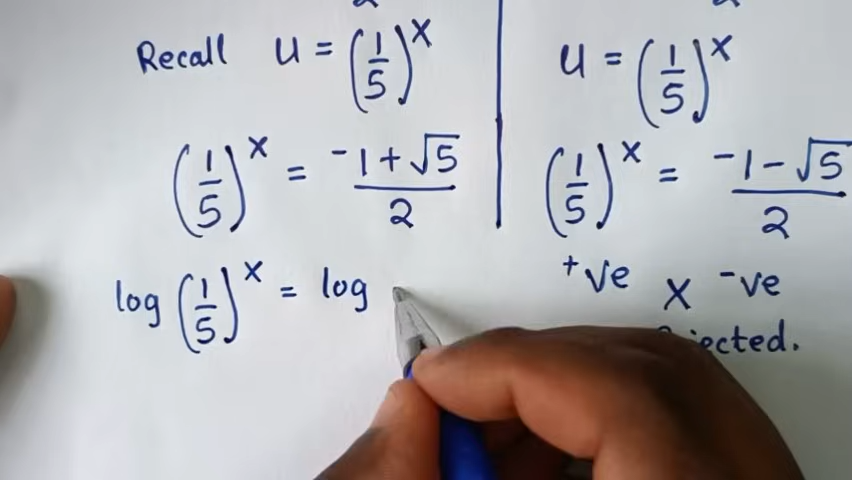 Recall u = (1/5)^x
(1/5)^x = (-1 + √5)/2
log (1/5)^x = log
u = (1/5)^x
(1/5)^x = (-1 - √5)/2
+ve x -ve